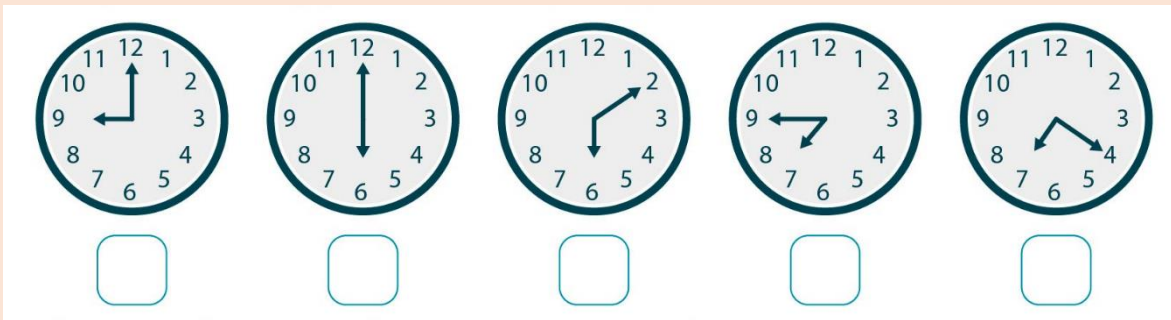 12 12 12 12 12
11 1 11 1 11 1 11 1 11 1
10 2 10 2 10 2 10 2 10 2
9 3 9 3 9 3 9 3 9 3
8 4 8 4 8 4 8 4 8 4
7 5 7 5 7 5 7 5 7 5
6 6 6 6 6